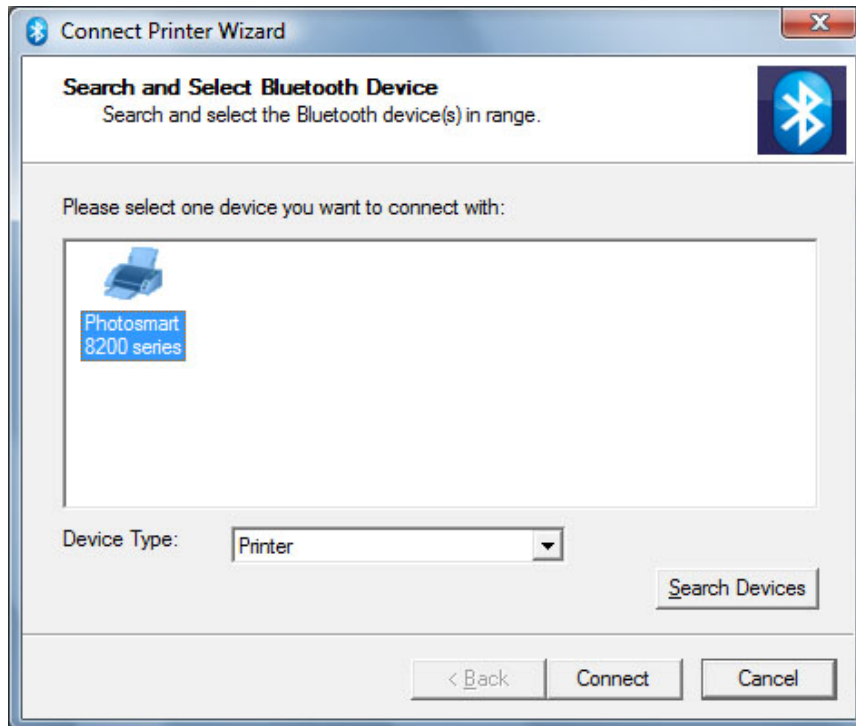 Connect Printer Wizard
Search and Select Bluetooth Device
Search and select the Bluetooth device(s) in range.
Please select one device you want to connect with:
Photosmart
8200 series
Device Type:
Printer
Search Devices
< Back
Connect
Cancel